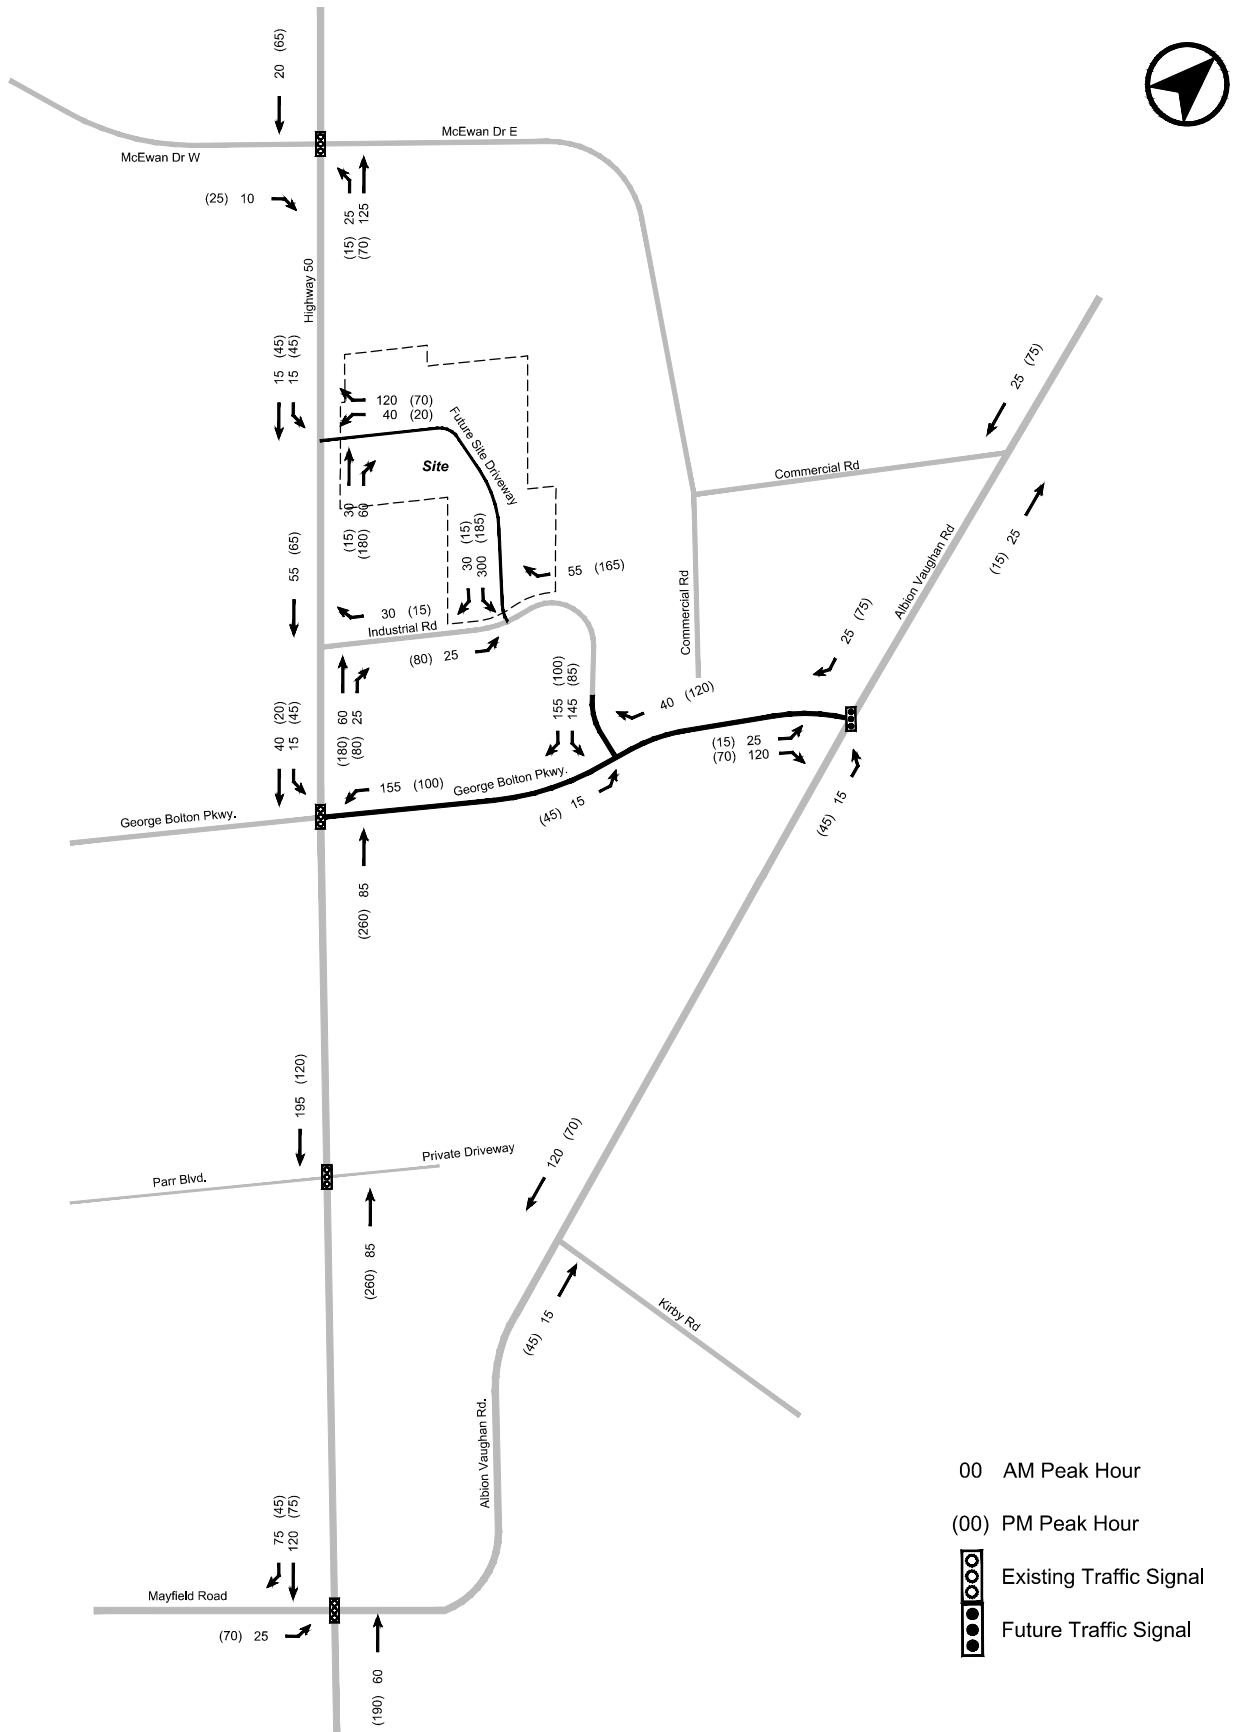 20 (65)
McEwan Dr E
McEwan Dr W
(25) 10
(15) 25
(70) 125
Highway 50
15 (45)
15 (45)
120 (70)
40 (20)
Future Site Driveway
Site
25 (75)
Commercial Rd
(15) 25
Albion Vaughan Rd
(15) 30
(180) 60
30 (15)
300 (185)
55 (165)
55 (65)
30 (15)
Industrial Rd
(80) 25
Commercial Rd
25 (75)
155 (100)
145 (85)
40 (120)
(180) 60
(80) 25
40 (20)
15 (45)
(15) 25
(70) 120
155 (100)
George Bolton Pkwy.
George Bolton Pkwy.
(45) 15
(45) 15
(260) 85
195 (120)
Private Driveway
Parr Blvd.
120 (70)
(260) 85
Kirby Rd
(45) 15
Albion Vaughan Rd.
75 (45)
120 (75)
Mayfield Road
(70) 25
(190) 60
00 AM Peak Hour
(00) PM Peak Hour
Existing Traffic Signal
Future Traffic Signal